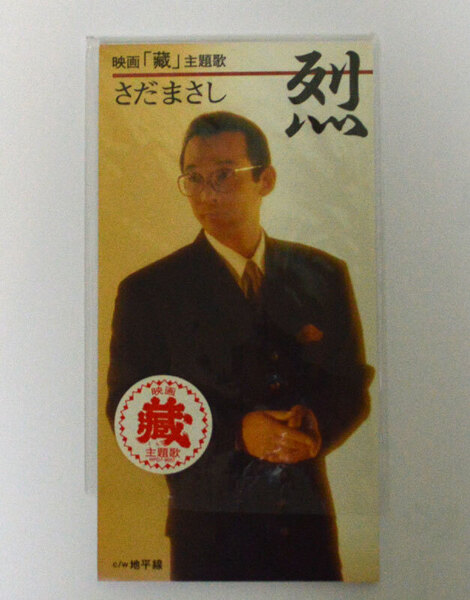 映画「藏」主題歌
烈
さだまさし
映画
藏
主題歌
c/w 地平線